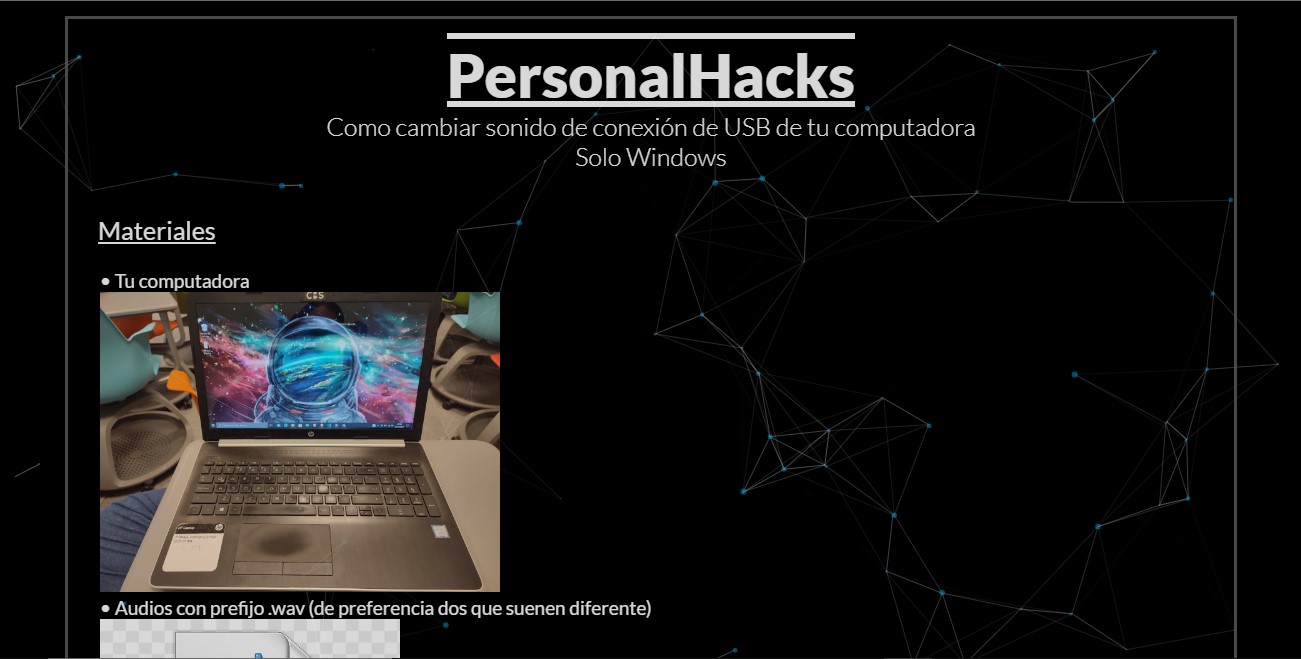 PersonalHacks
Como cambiar sonido de conexión de USB de tu computadora
Solo Windows
Materiales
• Tu computadora
hp
• Audios con prefijo .wav (de preferencia dos que suenen diferente)